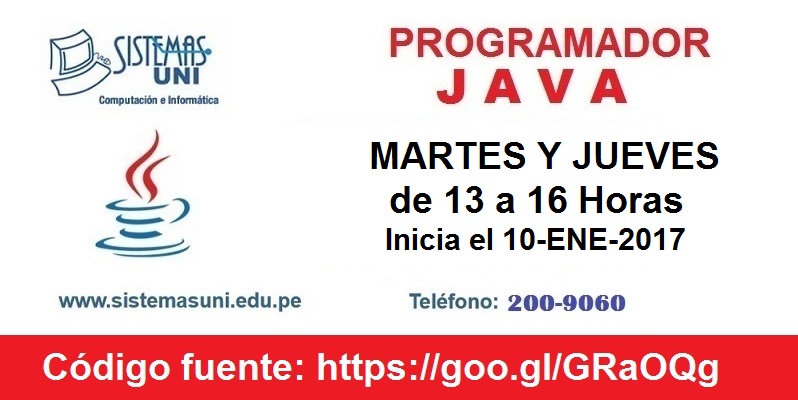 SISTEMAS
UNI
Computación e Informática
PROGRAMADOR
JAVA
MARTES Y JUEVES
de 13 a 16 Horas
Inicia el 10-ENE-2017
www.sistemasuni.edu.pe
Teléfono: 200-9060
Código fuente: https://goo.gl/GRaOQg